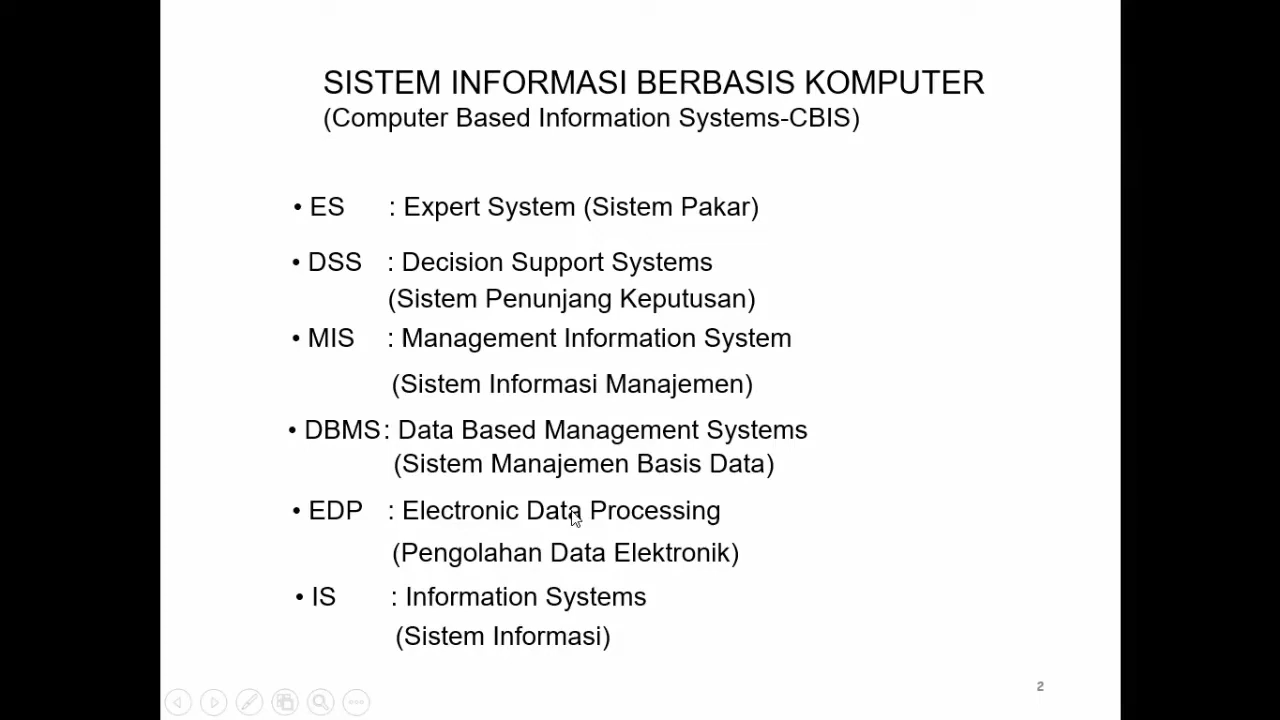 SISTEM INFORMASI BERBASIS KOMPUTER
(Computer Based Information Systems-CBIS)
• ES : Expert System (Sistem Pakar)
• DSS : Decision Support Systems
(Sistem Penunjang Keputusan)
• MIS : Management Information System
(Sistem Informasi Manajemen)
• DBMS : Data Based Management Systems
(Sistem Manajemen Basis Data)
• EDP : Electronic Data Processing
(Pengolahan Data Elektronik)
• IS : Information Systems
(Sistem Informasi)
2